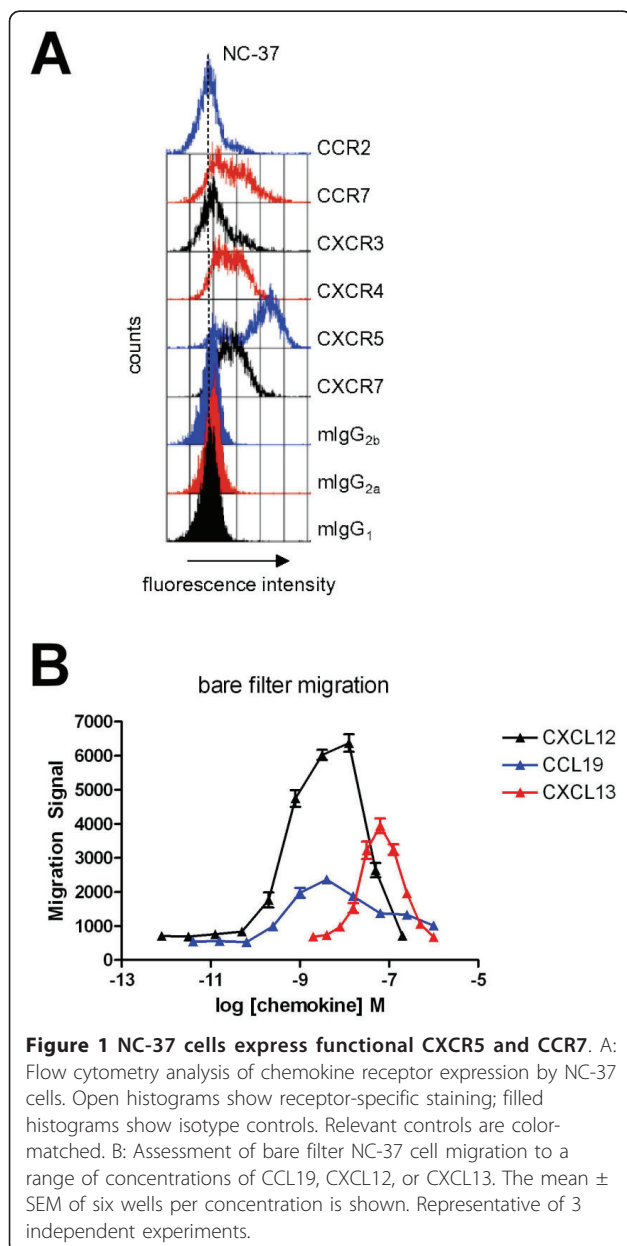 A
NC-37
CCR2
CCR7
CXCR3
CXCR4
CXCR5
CXCR7
mIgG2b
mIgG2a
mIgG1
counts
fluorescence intensity
B
bare filter migration
7000
6000
5000
4000
3000
2000
1000
0
Migration Signal
-13
-11
-9
-7
-5
log [chemokine] M
CXCL12
CCL19
CXCL13
Figure 1 NC-37 cells express functional CXCR5 and CCR7. A:
Flow cytometry analysis of chemokine receptor expression by NC-37
cells. Open histograms show receptor-specific staining; filled
histograms show isotype controls. Relevant controls are color-
matched. B: Assessment of bare filter NC-37 cell migration to a
range of concentrations of CCL19, CXCL12, or CXCL13. The mean ±
SEM of six wells per concentration is shown. Representative of 3
independent experiments.